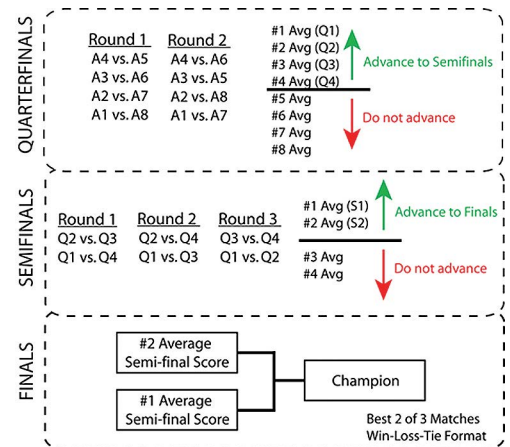 QUARTERFINALS
Round 1
A4 vs. A5
A3 vs. A6
A2 vs. A7
A1 vs. A8
Round 2
A4 vs. A6
A3 vs. A5
A2 vs. A8
A1 vs. A7
#1 Avg (Q1)
#2 Avg (Q2)
#3 Avg (Q3)
#4 Avg (Q4)
#5 Avg
#6 Avg
#7 Avg
#8 Avg
Advance to Semifinals
Do not advance
SEMIFINALS
Round 1
Q2 vs. Q3
Q1 vs. Q4
Round 2
Q2 vs. Q4
Q1 vs. Q3
Round 3
Q3 vs. Q4
Q1 vs. Q2
#1 Avg (S1)
#2 Avg (S2)
#3 Avg
#4 Avg
Advance to Finals
Do not advance
FINALS
#2 Average
Semi-final Score
#1 Average
Semi-final Score
Champion
Best 2 of 3 Matches
Win-Loss-Tie Format